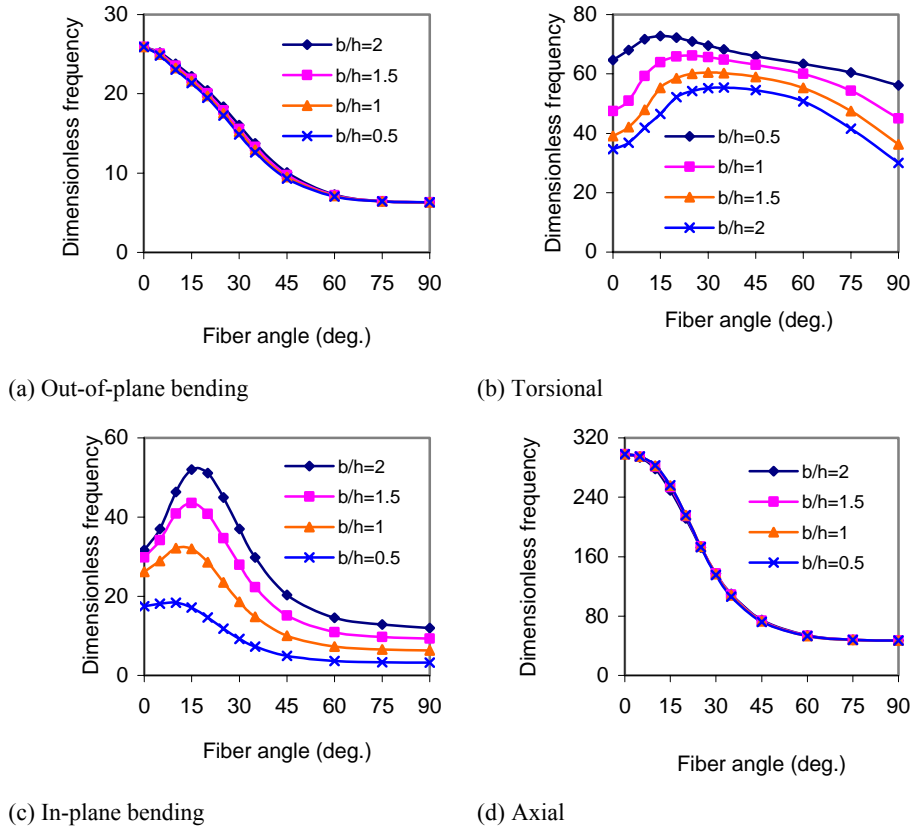 Dimensionless frequency
30
20
10
0
b/h=2
b/h=1.5
b/h=1
b/h=0.5
0 15 30 45 60 75 90
Fiber angle (deg.)
(a) Out-of-plane bending
Dimensionless frequency
80
60
40
20
0
b/h=0.5
b/h=1
b/h=1.5
b/h=2
0 15 30 45 60 75 90
Fiber angle (deg.)
(b) Torsional
Dimensionless frequency
60
40
20
0
b/h=2
b/h=1.5
b/h=1
b/h=0.5
0 15 30 45 60 75 90
Fiber angle (deg.)
(c) In-plane bending
Dimensionless frequency
320
240
160
80
0
b/h=2
b/h=1.5
b/h=1
b/h=0.5
0 15 30 45 60 75 90
Fiber angle (deg.)
(d) Axial